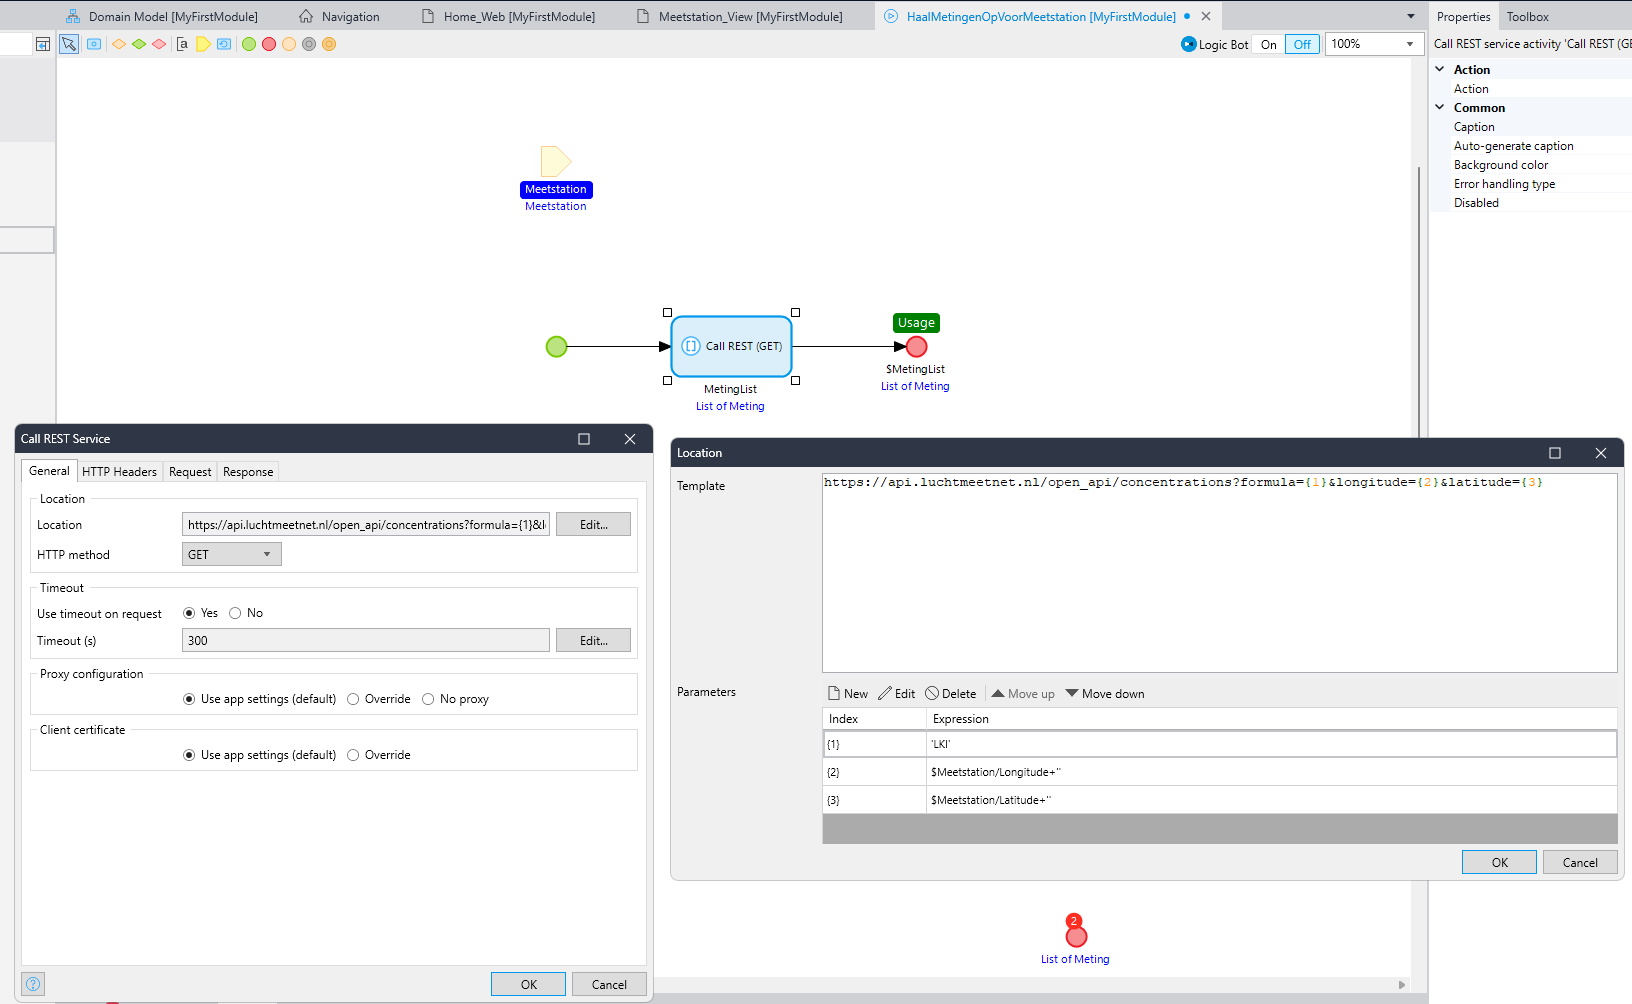 Domain Model [MyFirstModule]
Navigation
Home_Web [MyFirstModule]
Meetstation_View [MyFirstModule]
HaalMetingenOpVoorMeetstation [MyFirstModule]
Properties
Toolbox
Logic Bot
On
Off
100%
Call REST service activity 'Call REST (GE
Action
Action
Common
Caption
Auto-generate caption
Background color
Error handling type
Disabled
Meetstation
Meetstation
Call REST (GET)
MetingList
List of Meting
Usage
$MetingList
List of Meting
Call REST Service
General
HTTP Headers
Request
Response
Location
Location
https://api.luchtmeetnet.nl/open_api/concentrations?formula={1}&l
Edit...
HTTP method
GET
Timeout
Use timeout on request
Yes
No
Timeout (s)
300
Edit...
Proxy configuration
Use app settings (default)
Override
No proxy
Client certificate
Use app settings (default)
Override
OK
Cancel
Location
Template
https://api.luchtmeetnet.nl/open_api/concentrations?formula={1}&longitude={2}&latitude={3}
Parameters
New
Edit
Delete
Move up
Move down
Index
Expression
{1}
'LKI'
{2}
$Meetstation/Longitude+''
{3}
$Meetstation/Latitude+''
OK
Cancel
2
List of Meting